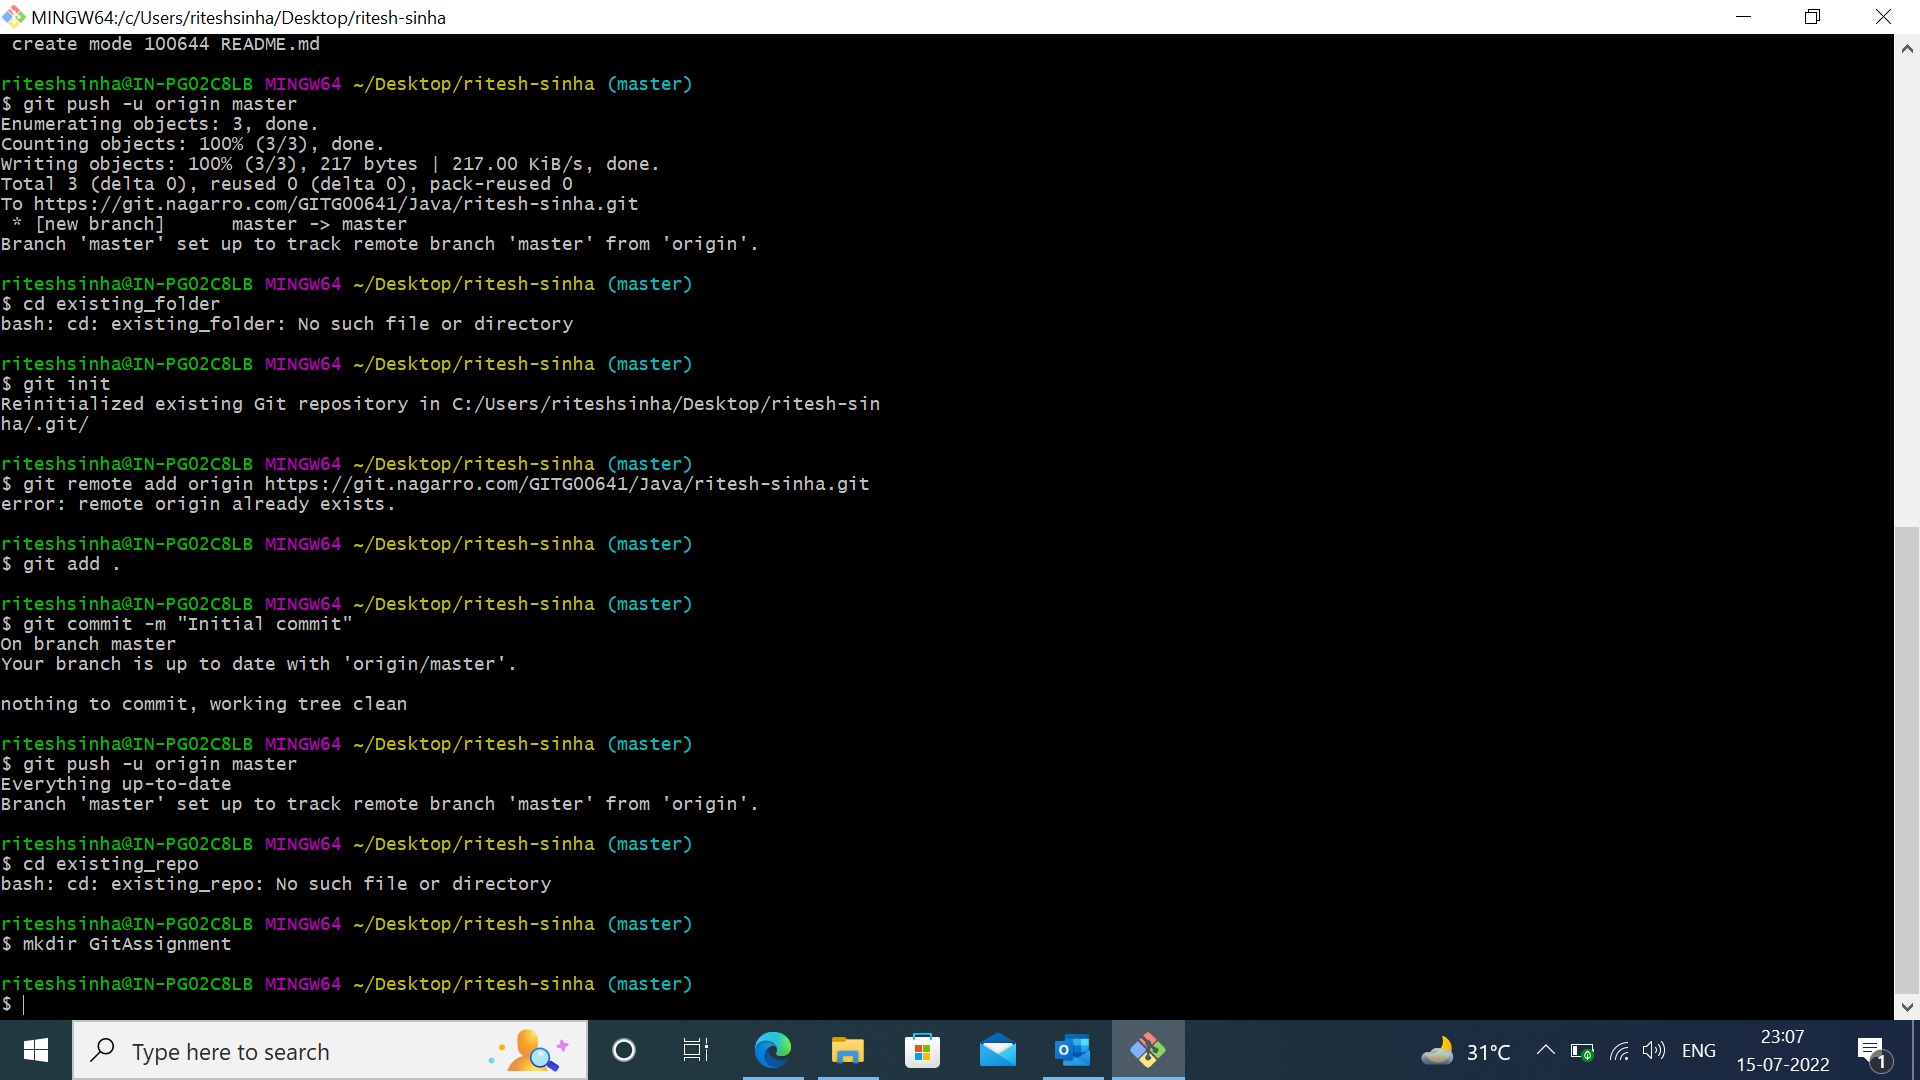 MINGW64:/c/Users/riteshsinha/Desktop/ritesh-sinha
create mode 100644 README.md
riteshsinha@IN-PG02C8LB MINGW64 ~/Desktop/ritesh-sinha (master)
$ git push -u origin master
Enumerating objects: 3, done.
Counting objects: 100% (3/3), done.
Writing objects: 100% (3/3), 217 bytes | 217.00 KiB/s, done.
Total 3 (delta 0), reused 0 (delta 0), pack-reused 0
To https://git.nagarro.com/GITG00641/Java/ritesh-sinha.git
* [new branch]      master -> master
Branch 'master' set up to track remote branch 'master' from 'origin'.
riteshsinha@IN-PG02C8LB MINGW64 ~/Desktop/ritesh-sinha (master)
$ cd existing_folder
bash: cd: existing_folder: No such file or directory
riteshsinha@IN-PG02C8LB MINGW64 ~/Desktop/ritesh-sinha (master)
$ git init
Reinitialized existing Git repository in C:/Users/riteshsinha/Desktop/ritesh-sin
ha/.git/
riteshsinha@IN-PG02C8LB MINGW64 ~/Desktop/ritesh-sinha (master)
$ git remote add origin https://git.nagarro.com/GITG00641/Java/ritesh-sinha.git
error: remote origin already exists.
riteshsinha@IN-PG02C8LB MINGW64 ~/Desktop/ritesh-sinha (master)
$ git add .
riteshsinha@IN-PG02C8LB MINGW64 ~/Desktop/ritesh-sinha (master)
$ git commit -m "Initial commit"
On branch master
Your branch is up to date with 'origin/master'.
nothing to commit, working tree clean
riteshsinha@IN-PG02C8LB MINGW64 ~/Desktop/ritesh-sinha (master)
$ git push -u origin master
Everything up-to-date
Branch 'master' set up to track remote branch 'master' from 'origin'.
riteshsinha@IN-PG02C8LB MINGW64 ~/Desktop/ritesh-sinha (master)
$ cd existing_repo
bash: cd: existing_repo: No such file or directory
riteshsinha@IN-PG02C8LB MINGW64 ~/Desktop/ritesh-sinha (master)
$ mkdir GitAssignment
riteshsinha@IN-PG02C8LB MINGW64 ~/Desktop/ritesh-sinha (master)
$
Type here to search
31°C
ENG
23:07
15-07-2022
1